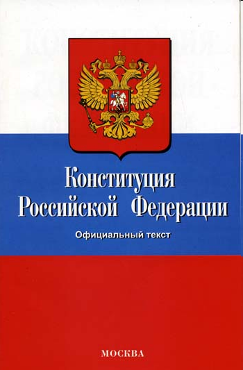 Конституция
Российской Федерации
Официальный текст
МОСКВА